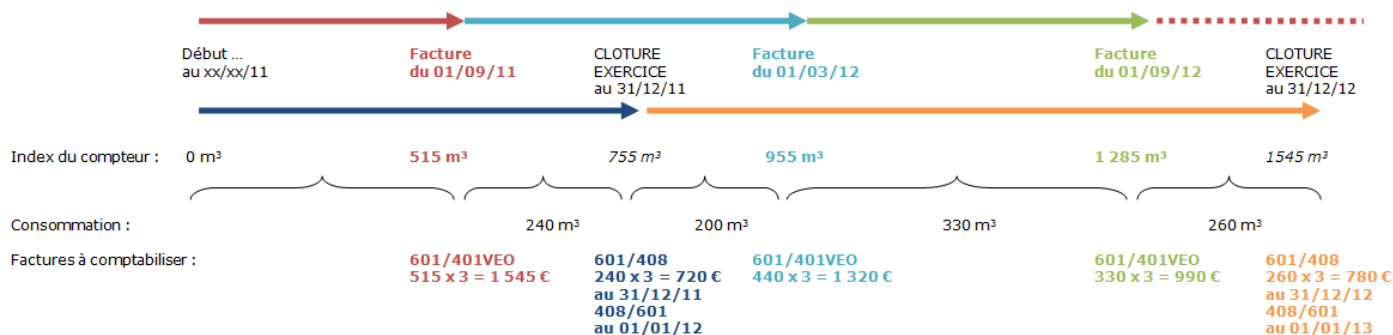 Début ...
au xx/xx/11
Facture
du 01/09/11
CLOTURE
EXERCICE
au 31/12/11
Facture
du 01/03/12
Facture
du 01/09/12
CLOTURE
EXERCICE
au 31/12/12
Index du compteur : 0 m³ 515 m³ 755 m³ 955 m³ 1 285 m³ 1545 m³
Consommation : 240 m³ 200 m³ 330 m³ 260 m³
Factures à comptabiliser :
601/401VEO
515 x 3 = 1 545 €
601/408
240 x 3 = 720 €
au 31/12/11
408/601
au 01/01/12
601/401VEO
440 x 3 = 1 320 €
601/401VEO
330 x 3 = 990 €
601/408
260 x 3 = 780 €
au 31/12/12
408/601
au 01/01/13